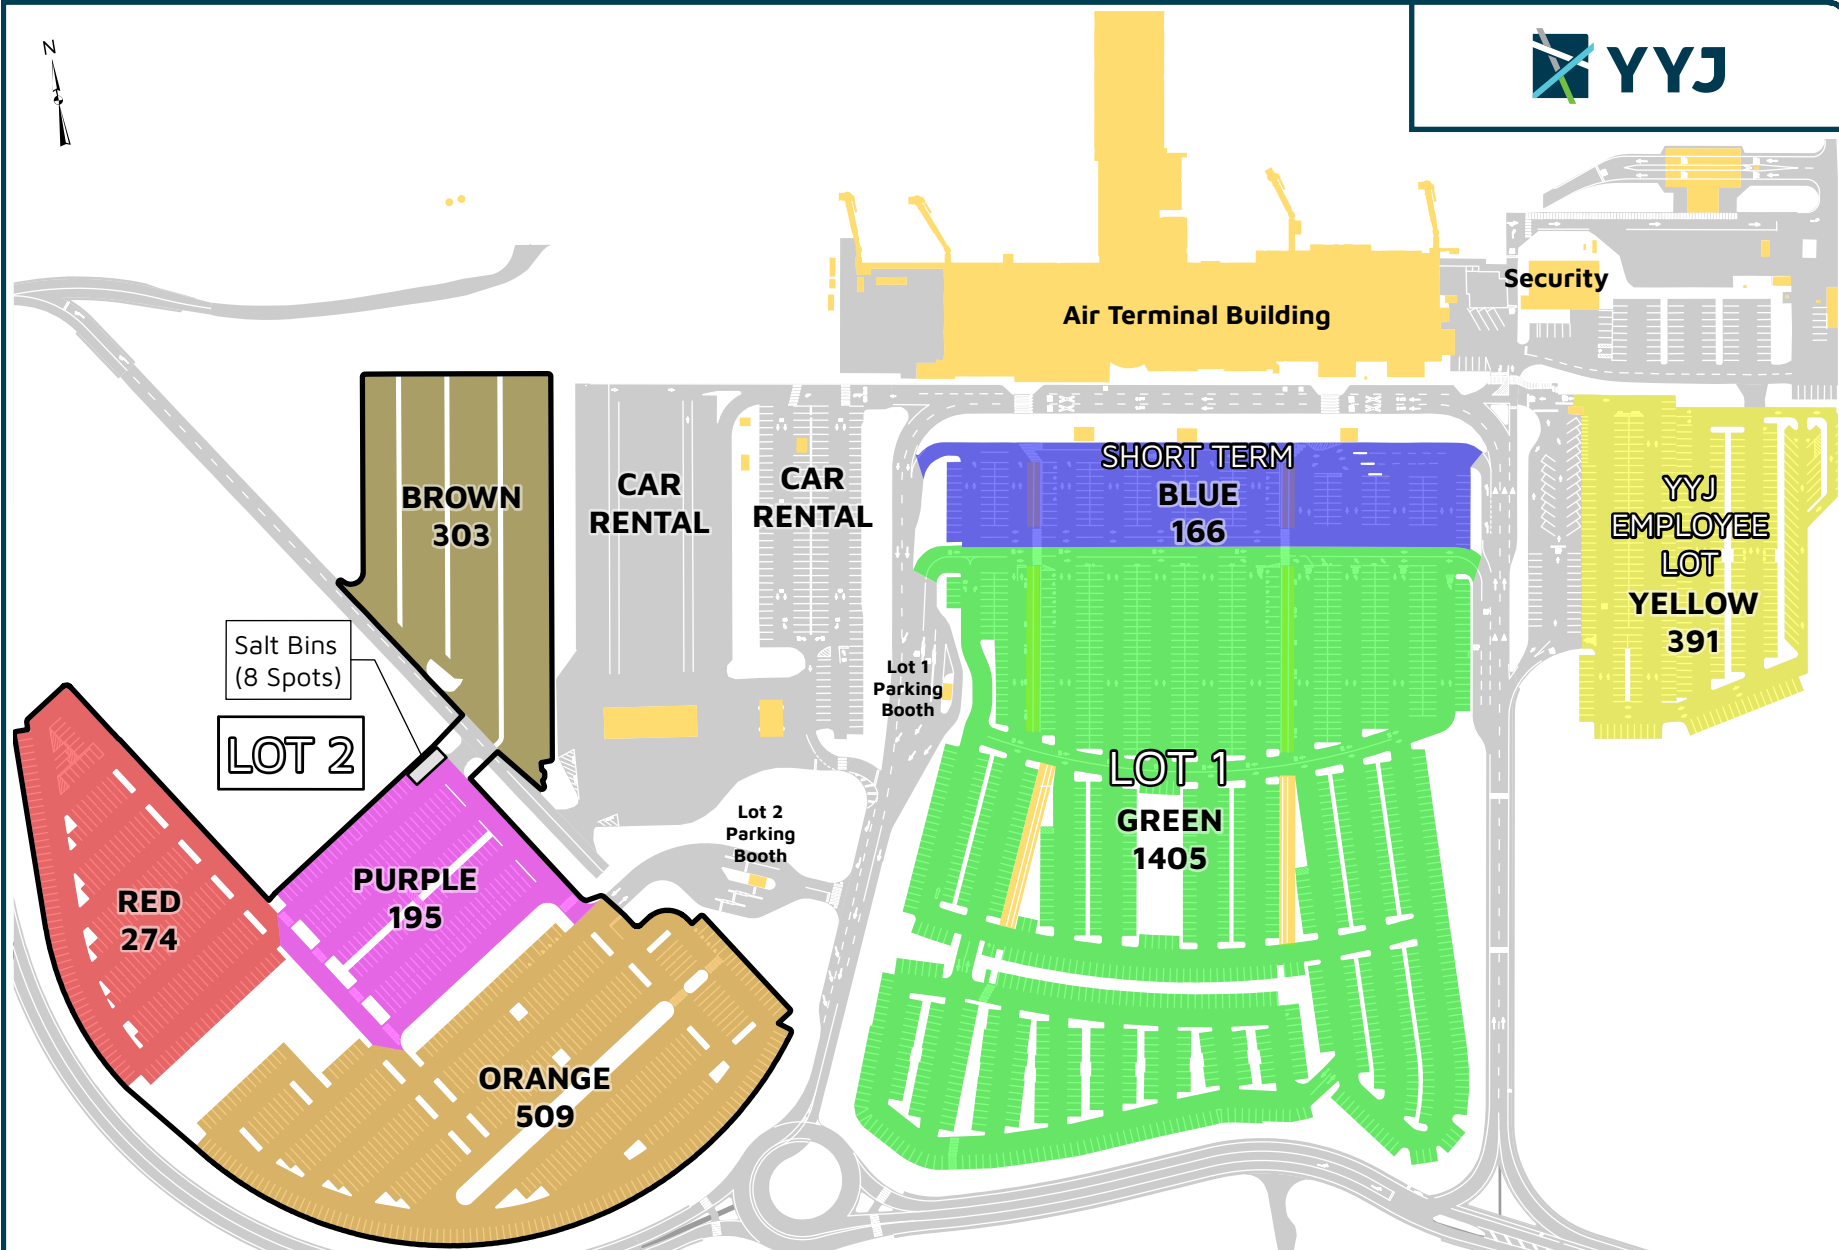 N
YYJ
Security
Air Terminal Building
SHORT TERM
BLUE
166
BROWN
303
CAR
RENTAL
CAR
RENTAL
YYJ
EMPLOYEE
LOT
YELLOW
391
Salt Bins
(8 Spots)
LOT 2
Lot 1
Parking
Booth
LOT 1
GREEN
1405
Lot 2
Parking
Booth
RED
274
PURPLE
195
ORANGE
509